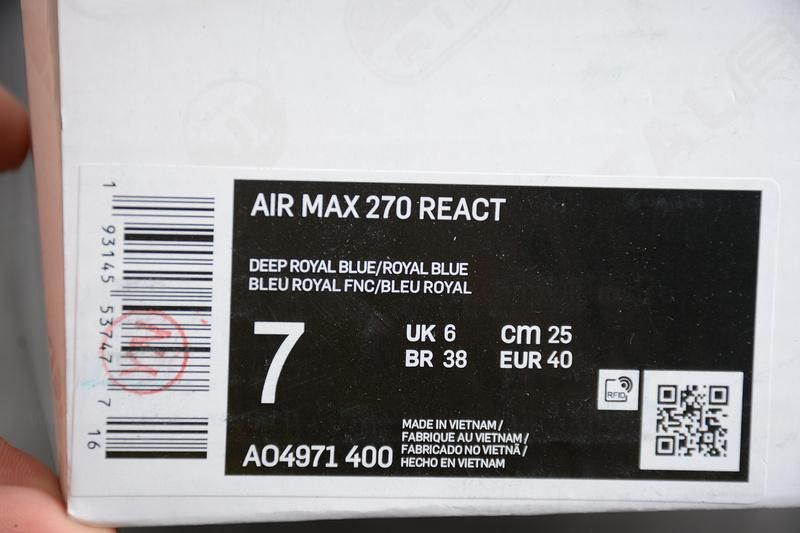 AIR MAX 270 REACT
DEEP ROYAL BLUE/ROYAL BLUE
BLEU ROYAL FNC/BLEU ROYAL
7
UK 6
cm 25
BR 38
EUR 40
RFID
AO4971 400
MADE IN VIETNAM /
FABRIQUE AU VIETNAM /
FABRICADO NO VIETNÃ /
HECHO EN VIETNAM
1 93145 53747 7 16